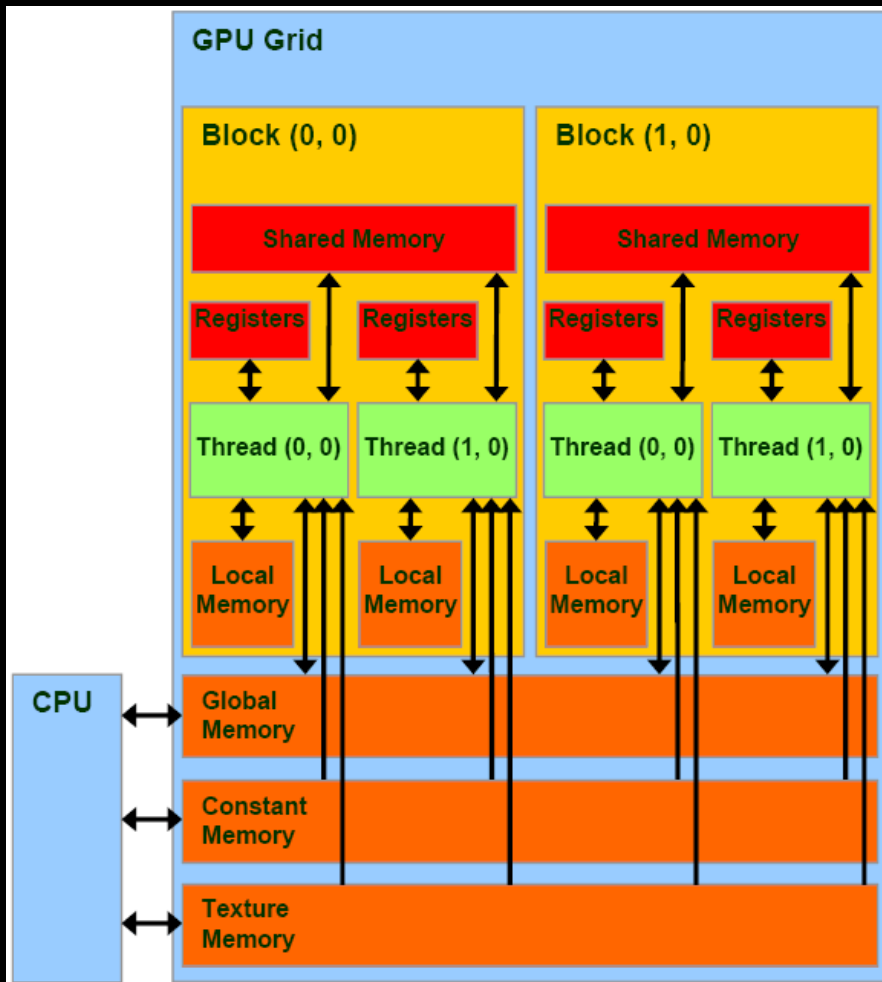 GPU Grid
Block (0, 0)
Block (1, 0)
Shared Memory
Shared Memory
Registers
Registers
Registers
Registers
Thread (0, 0)
Thread (1, 0)
Thread (0, 0)
Thread (1, 0)
Local
Memory
Local
Memory
Local
Memory
Local
Memory
CPU
Global
Memory
Constant
Memory
Texture
Memory